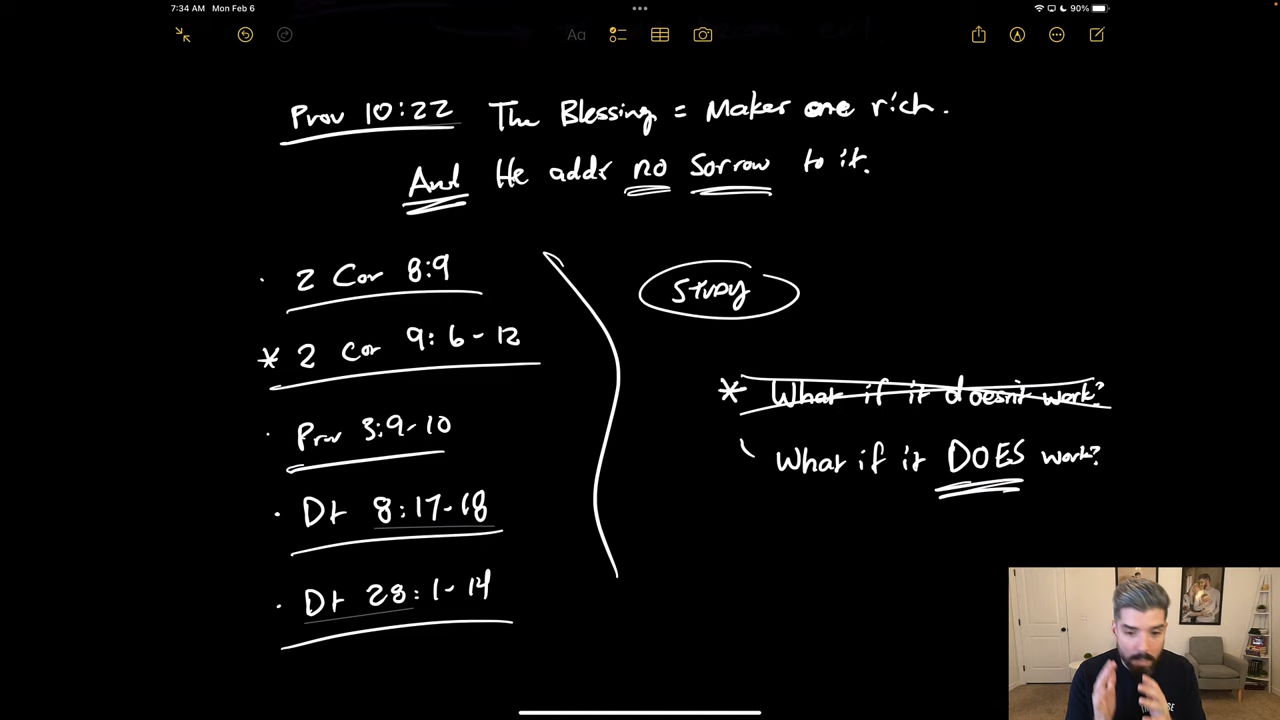 7:34 AM Mon Feb 6
90%
Aa
Prov 10:22 The Blessing = Makes one rich.
And He adds no sorrow to it.
· 2 Cor 8:9
* 2 Cor 9:6-12
· Prov 3:9-10
· Dt 8:17-18
· Dt 28:1-14
Study
* What if it doesn't work?
What if it DOES work?